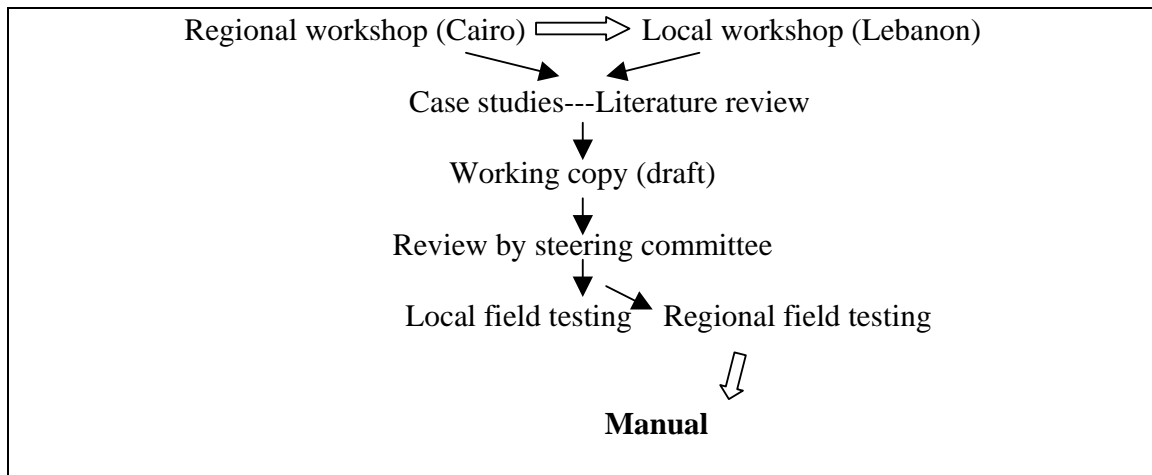 Regional workshop (Cairo) Local workshop (Lebanon)
Case studies---Literature review
Working copy (draft)
Review by steering committee
Local field testing Regional field testing
Manual